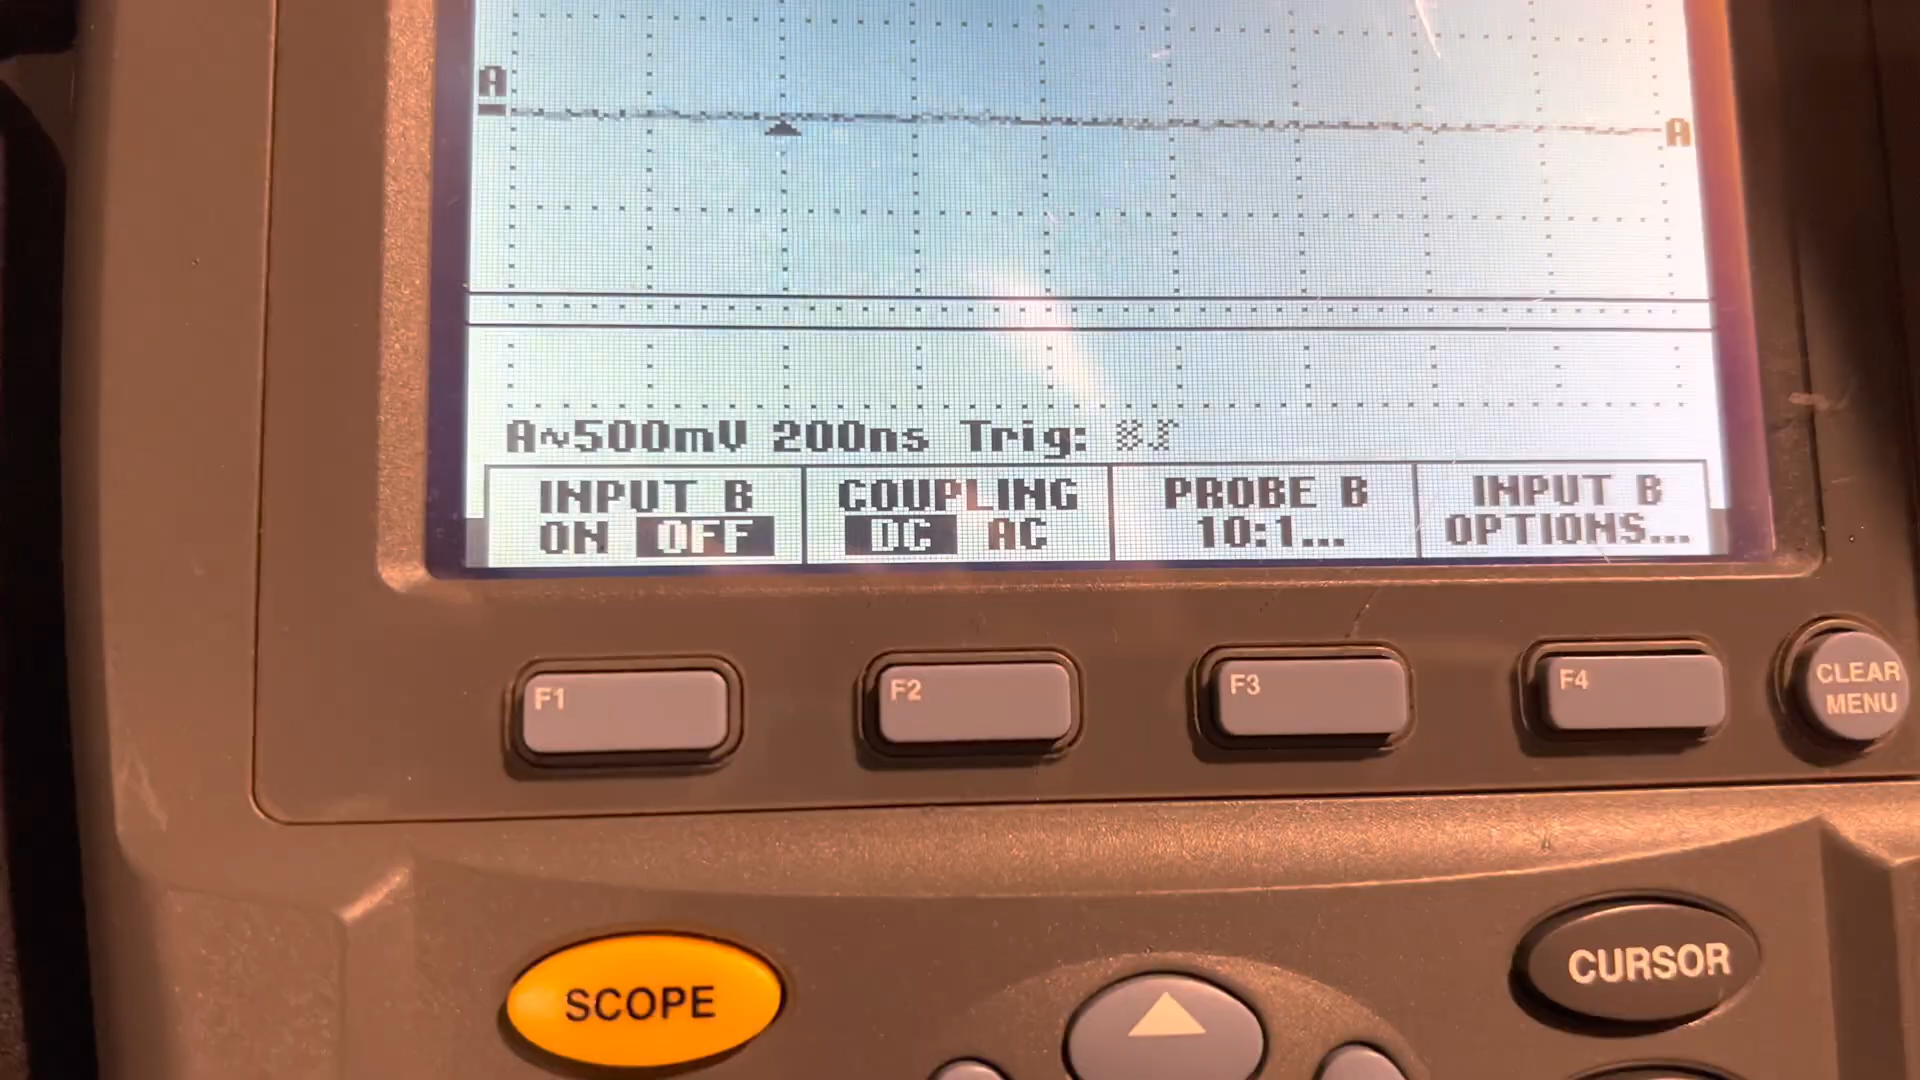 A
A
A~500mV 200ns Trig:
INPUT B
ON OFF
COUPLING
DC AC
PROBE B
10:1...
INPUT B
OPTIONS...
F1
F2
F3
F4
CLEAR
MENU
SCOPE
CURSOR